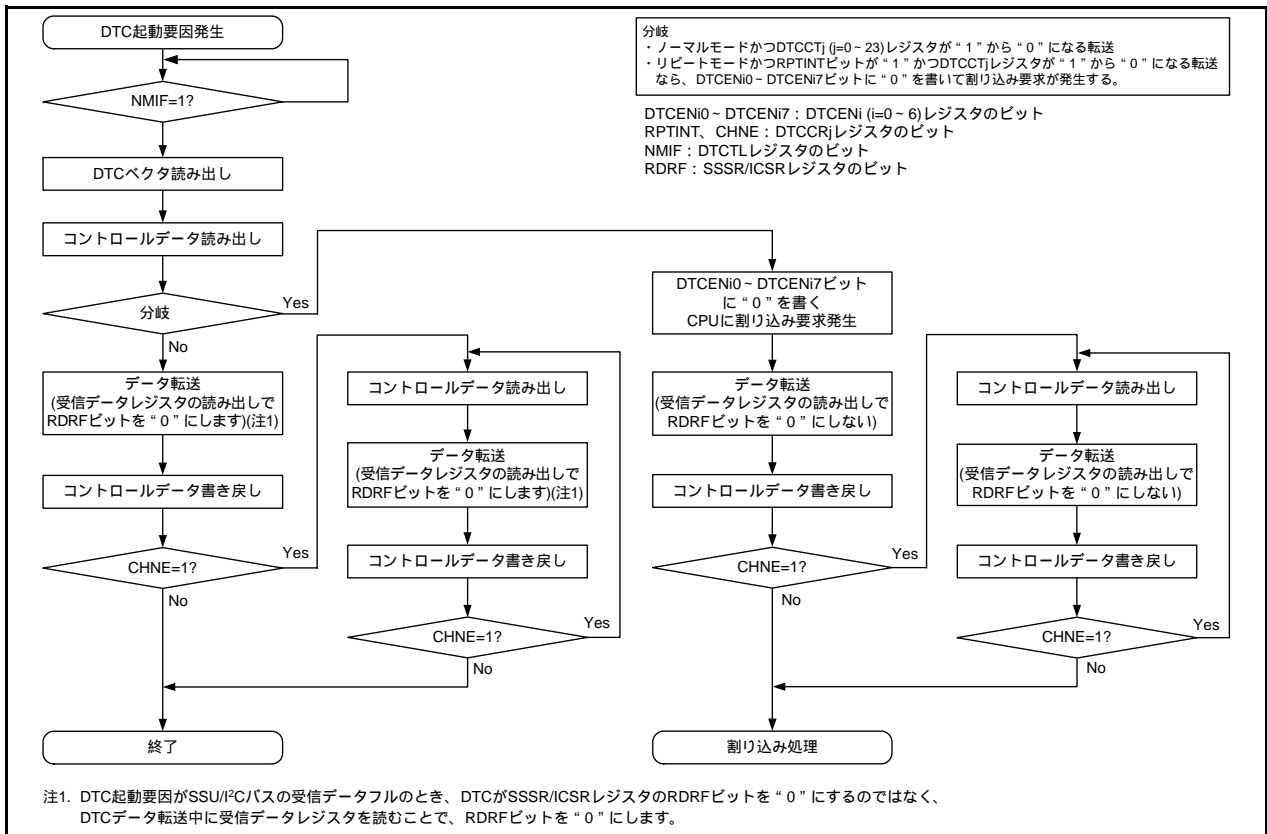 DTC起動要因発生
NMIF=1?
DTCベクタ読み出し
コントロールデータ読み出し
分岐
Yes
No
データ転送
(受信データレジスタの読み出しで
RDRFビットを“0”にします)(注1)
コントロールデータ書き戻し
CHNE=1?
Yes
No
終了
コントロールデータ読み出し
データ転送
(受信データレジスタの読み出しで
RDRFビットを“0”にします)(注1)
コントロールデータ書き戻し
CHNE=1?
Yes
No
分岐
・ノーマルモードかつDTCCTj (j=0~23)レジスタが“1”から“0”になる転送
・リピートモードかつRPTINTビットが“1”かつDTCCTjレジスタが“1”から“0”になる転送
なら、DTCENi0~DTCENi7ビットに“0”を書いて割り込み要求が発生する。
DTCENi0~DTCENi7:DTCENi (i=0~6)レジスタのビット
RPTINT、CHNE:DTCCRjレジスタのビット
NMIF:DTCTLレジスタのビット
RDRF:SSSR/ICSRレジスタのビット
DTCENi0~DTCENi7ビット
に“0”を書く
CPUに割り込み要求発生
データ転送
(受信データレジスタの読み出しで
RDRFビットを“0”にしない)
コントロールデータ書き戻し
CHNE=1?
Yes
No
割り込み処理
コントロールデータ読み出し
データ転送
(受信データレジスタの読み出しで
RDRFビットを“0”にしない)
コントロールデータ書き戻し
CHNE=1?
Yes
No
注1. DTC起動要因がSSU/I²Cバスの受信データフルのとき、DTCがSSSR/ICSRレジスタのRDRFビットを“0”にするのではなく、
DTCデータ転送中に受信データレジスタを読むことで、RDRFビットを“0”にします。